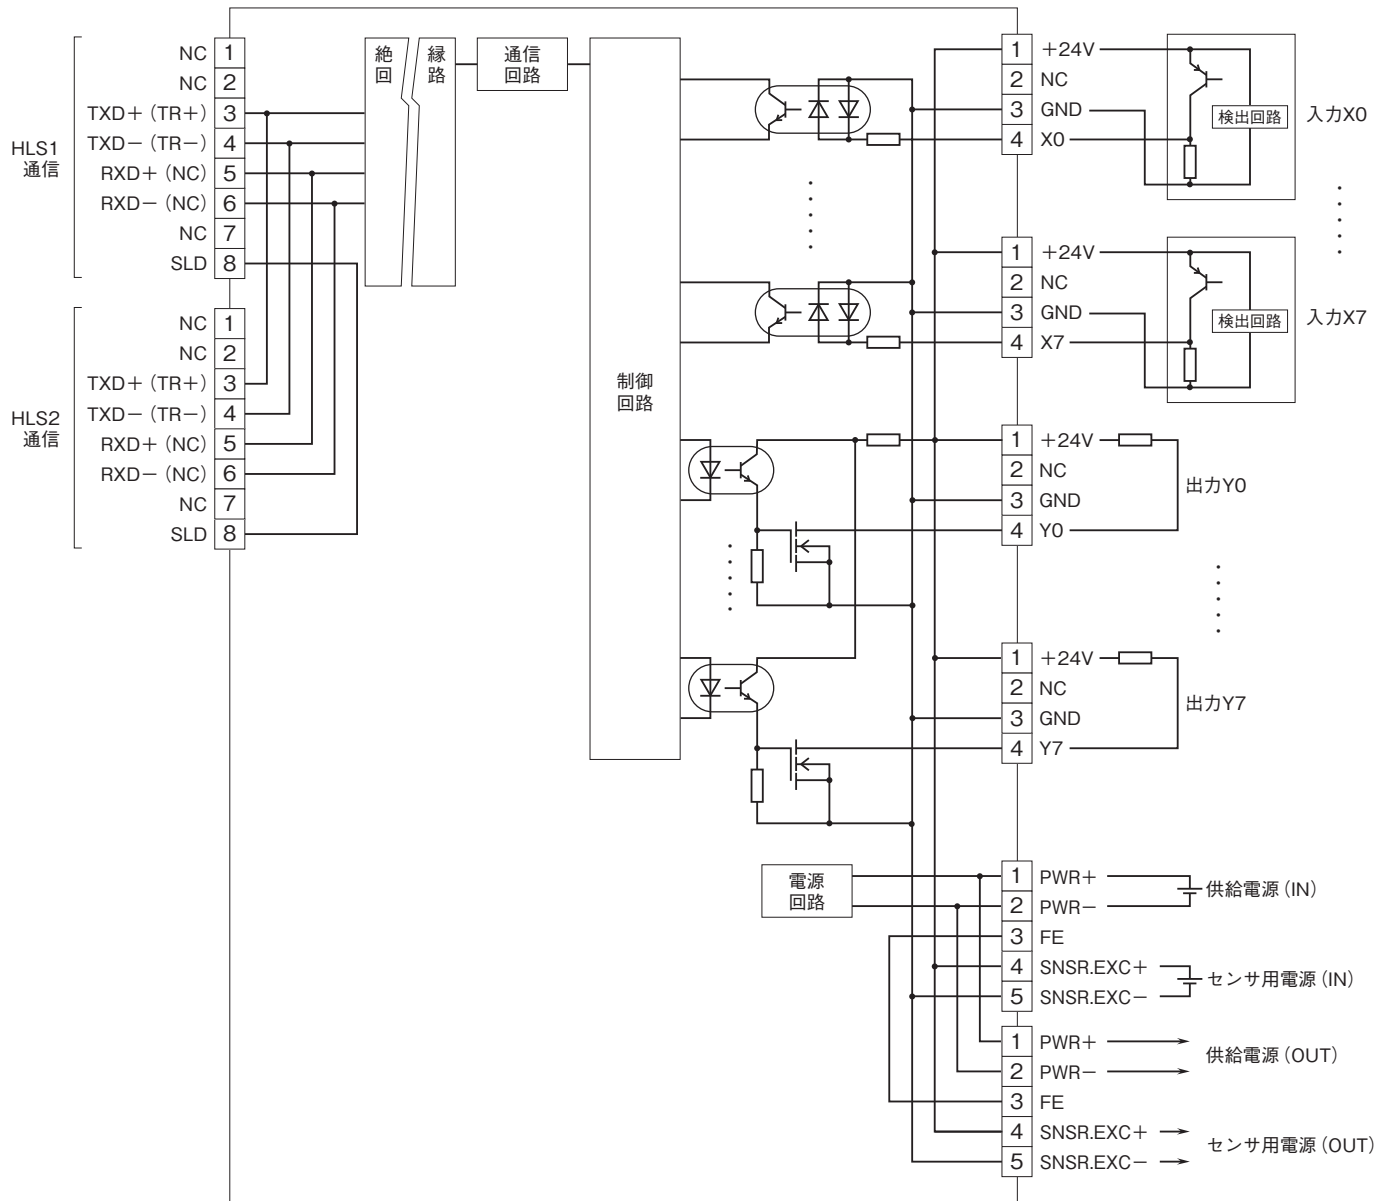 HLS1
通信
NC 1
NC 2
TXD+ (TR+) 3
TXD− (TR−) 4
RXD+ (NC) 5
RXD− (NC) 6
NC 7
SLD 8
HLS2
通信
NC 1
NC 2
TXD+ (TR+) 3
TXD− (TR−) 4
RXD+ (NC) 5
RXD− (NC) 6
NC 7
SLD 8
絶縁
回路
通信
回路
制御
回路
電源
回路
1 +24V
2 NC
3 GND
4 X0
検出回路
入力X0
1 +24V
2 NC
3 GND
4 X7
検出回路
入力X7
1 +24V
2 NC
3 GND
4 Y0
出力Y0
1 +24V
2 NC
3 GND
4 Y7
出力Y7
1 PWR+
2 PWR−
供給電源 (IN)
3 FE
4 SNSR.EXC+
5 SNSR.EXC−
センサ用電源 (IN)
1 PWR+
2 PWR−
供給電源 (OUT)
3 FE
4 SNSR.EXC+
5 SNSR.EXC−
センサ用電源 (OUT)